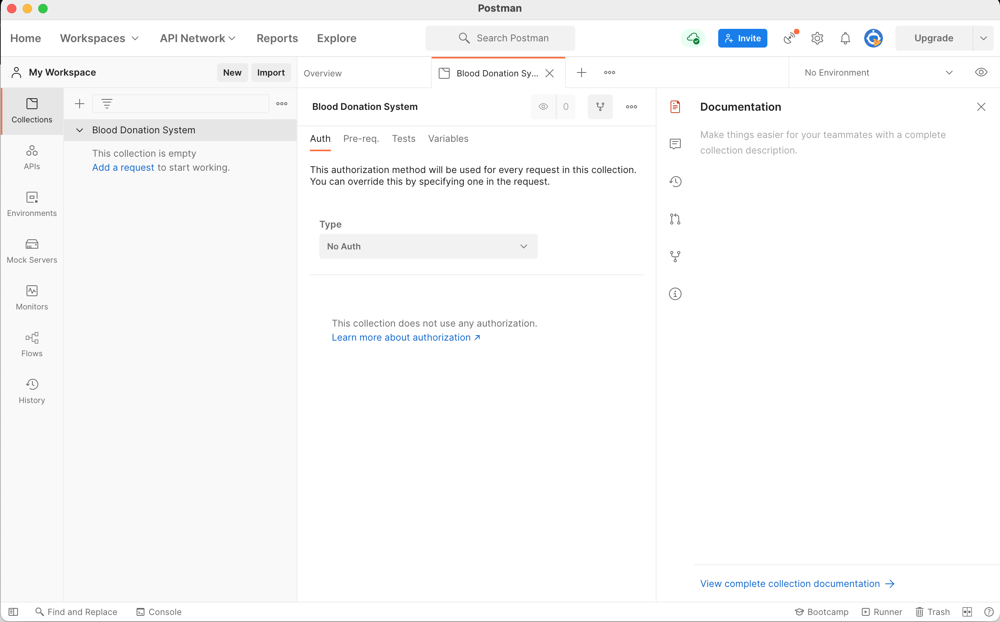 Postman
Home Workspaces API Network Reports Explore Search Postman Invite Upgrade
My Workspace New Import Overview Blood Donation Sy... No Environment
Collections
APIs
Environments
Mock Servers
Monitors
Flows
History
Blood Donation System
This collection is empty
Add a request to start working.
Blood Donation System 0
Auth Pre-req. Tests Variables
This authorization method will be used for every request in this collection.
You can override this by specifying one in the request.
Type
No Auth
This collection does not use any authorization.
Learn more about authorization
Documentation
Make things easier for your teammates with a complete
collection description.
View complete collection documentation
Find and Replace Console Bootcamp Runner Trash